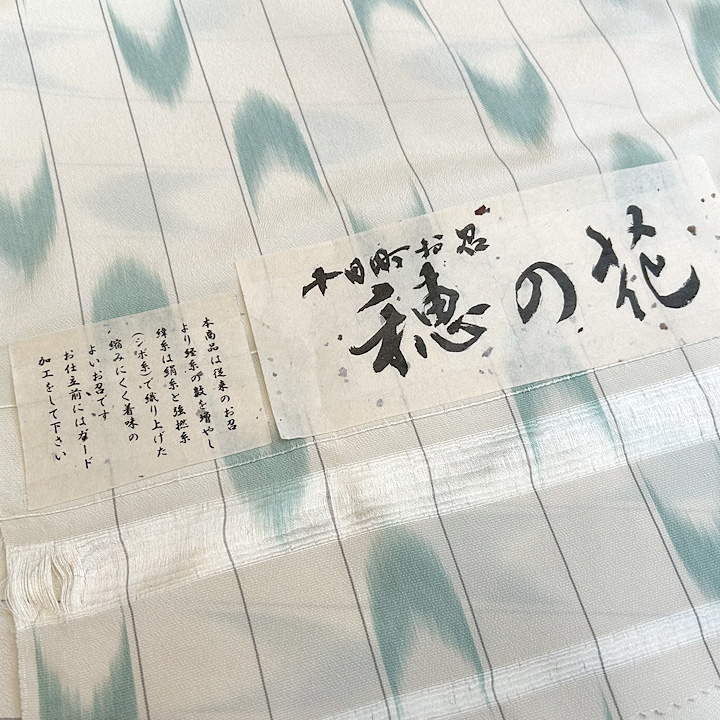 十日町お召
穂の花
本商品は従来のお召
より経糸の数を増やし
緯糸は絹糸と強撚糸
(シボ糸)で織り上げた
縮みにくく着味の
よいお召です
お仕立前にはガード
加工をして下さい